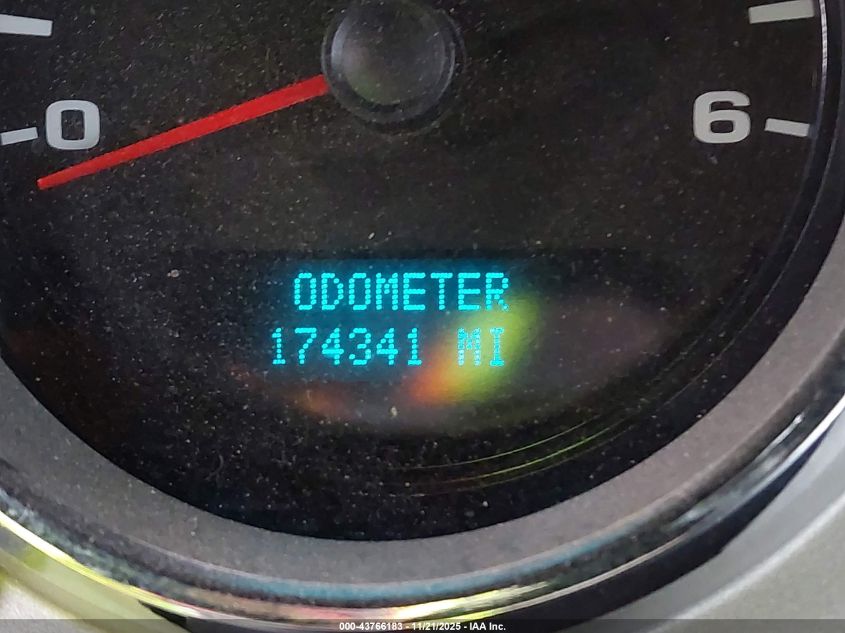 0
6
ODOMETER
174341 MI
000-43766183 - 11/21/2025 - IAA Inc.